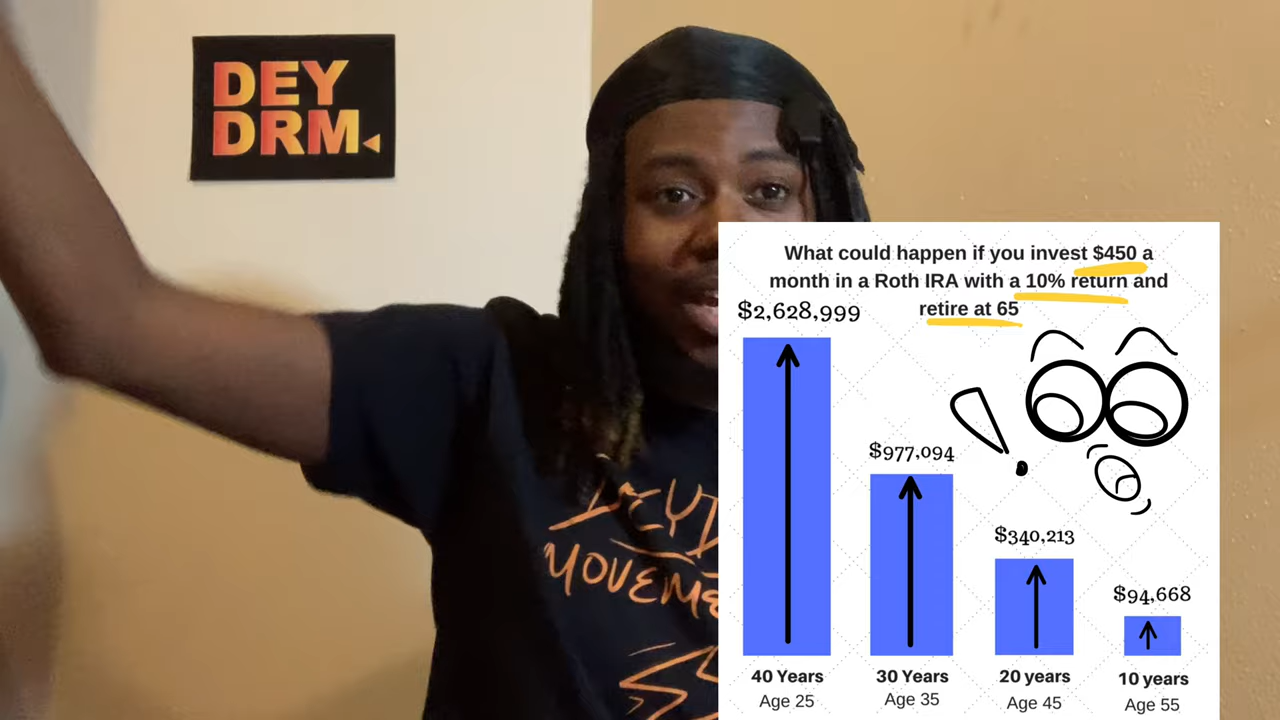 DEY
DRM
What could happen if you invest $450 a
month in a Roth IRA with a 10% return and
retire at 65
$2,628,999
$977,094
$340,213
$94,668
40 Years
30 Years
20 years
10 years
Age 25
Age 35
Age 45
Age 55